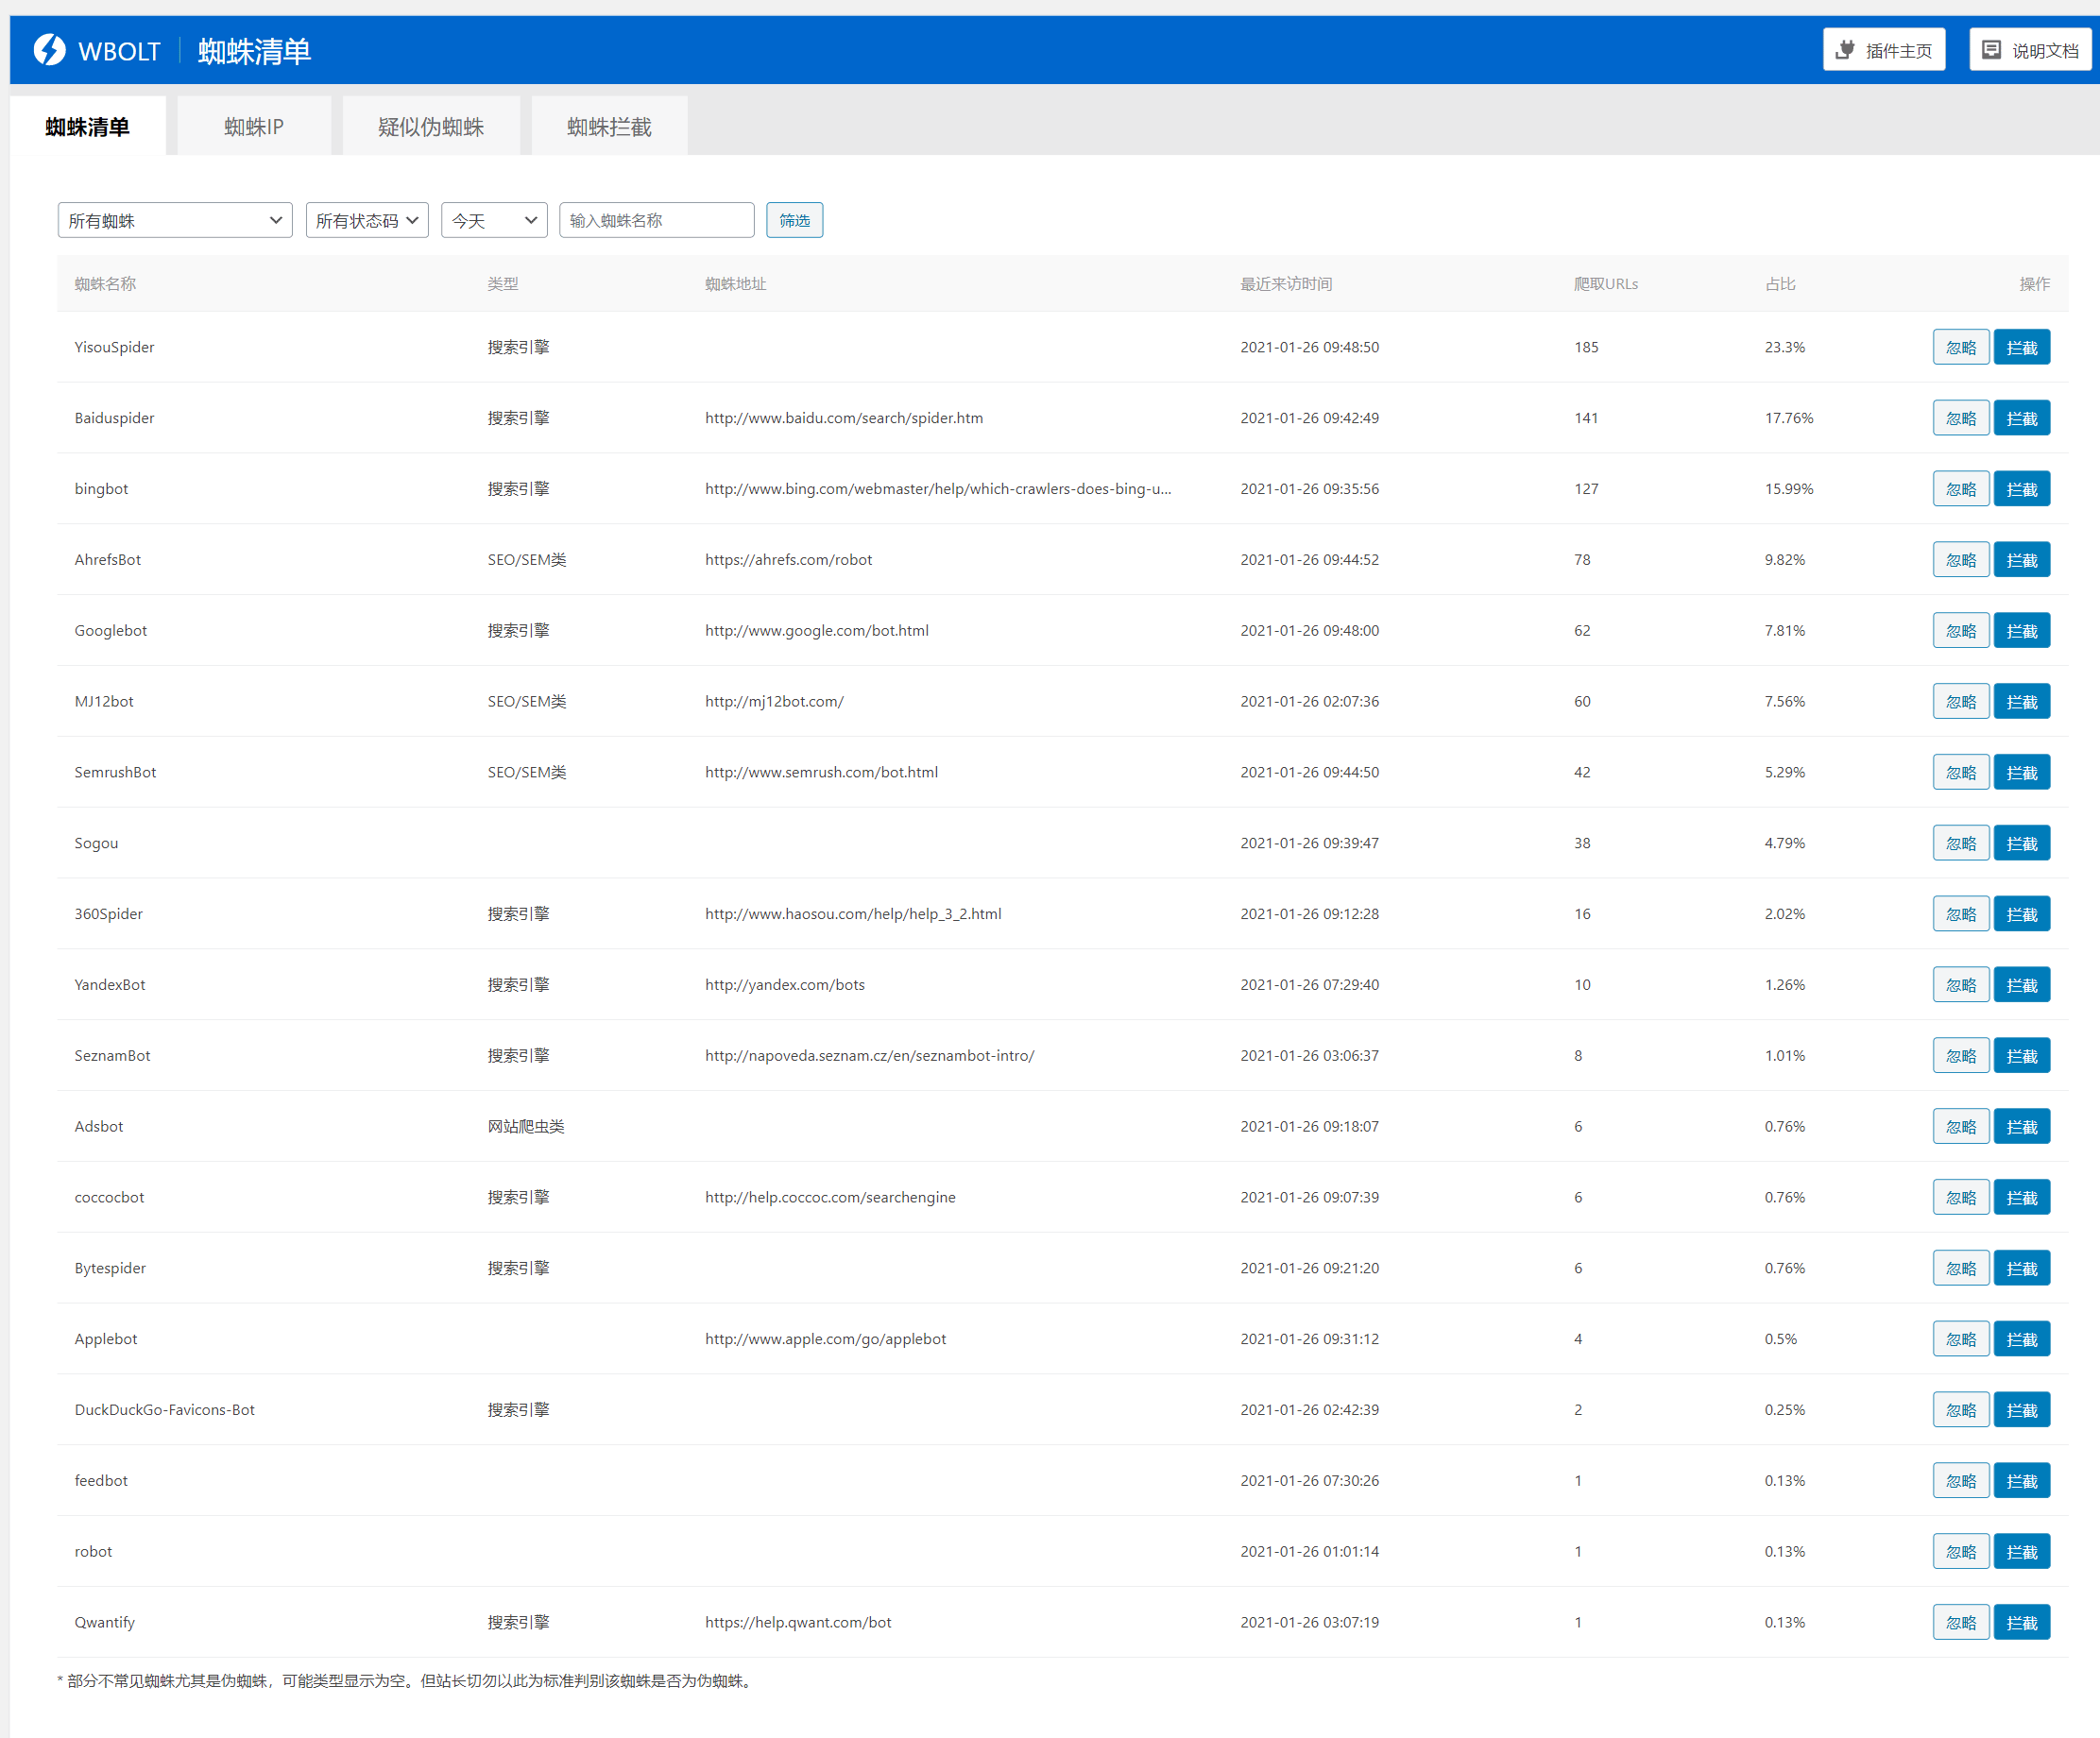 WBOLT 蜘蛛清单 插件主页 说明文档
蜘蛛清单 蜘蛛IP 疑似伪蜘蛛 蜘蛛拦截
所有蜘蛛 所有状态码 今天 输入蜘蛛名称 筛选
蜘蛛名称 类型 蜘蛛地址 最近来访时间 爬取URLs 占比 操作
YisouSpider 搜索引擎 2021-01-26 09:48:50 185 23.3% 忽略 拦截
Baiduspider 搜索引擎 http://www.baidu.com/search/spider.htm 2021-01-26 09:42:49 141 17.76% 忽略 拦截
bingbot 搜索引擎 http://www.bing.com/webmaster/help/which-crawlers-does-bing-u... 2021-01-26 09:35:56 127 15.99% 忽略 拦截
AhrefsBot SEO/SEM类 https://ahrefs.com/robot 2021-01-26 09:44:52 78 9.82% 忽略 拦截
Googlebot 搜索引擎 http://www.google.com/bot.html 2021-01-26 09:48:00 62 7.81% 忽略 拦截
MJ12bot SEO/SEM类 http://mj12bot.com/ 2021-01-26 02:07:36 60 7.56% 忽略 拦截
SemrushBot SEO/SEM类 http://www.semrush.com/bot.html 2021-01-26 09:44:50 42 5.29% 忽略 拦截
Sogou 2021-01-26 09:39:47 38 4.79% 忽略 拦截
360Spider 搜索引擎 http://www.haosou.com/help/help_3_2.html 2021-01-26 09:12:28 16 2.02% 忽略 拦截
YandexBot 搜索引擎 http://yandex.com/bots 2021-01-26 07:29:40 10 1.26% 忽略 拦截
SeznamBot 搜索引擎 http://napoveda.seznam.cz/en/seznambot-intro/ 2021-01-26 03:06:37 8 1.01% 忽略 拦截
Adsbot 网站爬虫类 2021-01-26 09:18:07 6 0.76% 忽略 拦截
coccocbot 搜索引擎 http://help.coccoc.com/searchengine 2021-01-26 09:07:39 6 0.76% 忽略 拦截
Bytespider 搜索引擎 2021-01-26 09:21:20 6 0.76% 忽略 拦截
Applebot http://www.apple.com/go/applebot 2021-01-26 09:31:12 4 0.5% 忽略 拦截
DuckDuckGo-Favicons-Bot 搜索引擎 2021-01-26 02:42:39 2 0.25% 忽略 拦截
feedbot 2021-01-26 07:30:26 1 0.13% 忽略 拦截
robot 2021-01-26 01:01:14 1 0.13% 忽略 拦截
Qwantify 搜索引擎 https://help.qwant.com/bot 2021-01-26 03:07:19 1 0.13% 忽略 拦截
* 部分不常见蜘蛛尤其是伪蜘蛛，可能类型显示为空。但站长切勿以此为标准判别该蜘蛛是否为伪蜘蛛。